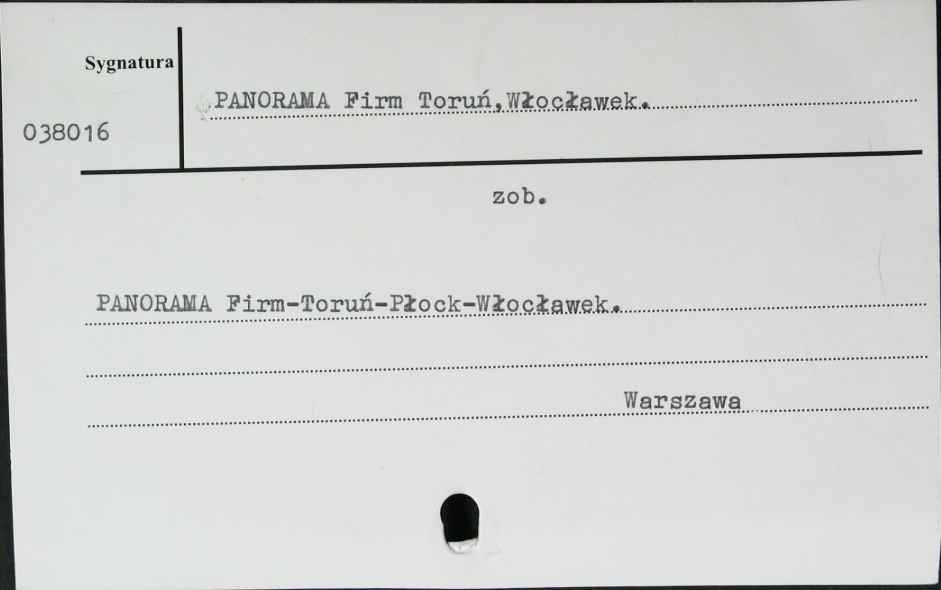 Sygnatura
PANORAMA Firm Toruń,Włocławek.
038016
zob.
PANORAMA Firm-Toruń-Płock-Włocławek.
Warszawa